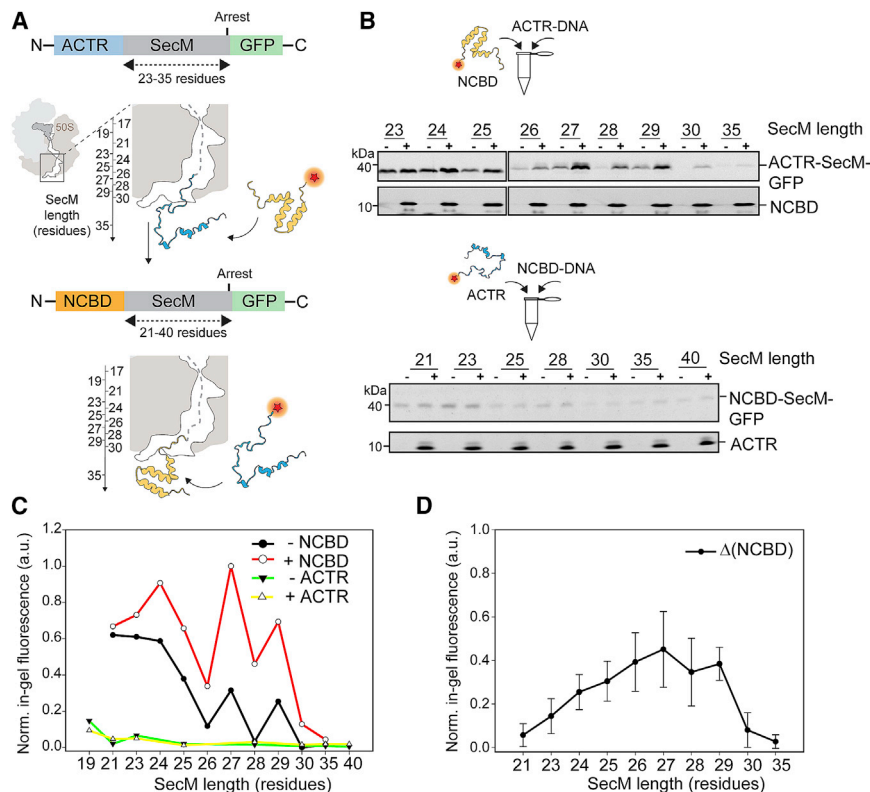 A
Arrest
N- ACTR SecM GFP -C
23-35 residues
50S
17
19
21
23
24
25
26
27
28
29
30
35
SecM
length
(residues)
Arrest
N- NCBD SecM GFP -C
21-40 residues
17
19
21
22
23
24
25
26
27
28
29
30
35
B
ACTR-DNA
NCBD
23 24 25 26 27 28 29 30 35 SecM length
- + - + - + - + - + - + - + - + - +
kDa
40 ACTR-SecM-
GFP
10 NCBD
NCBD-DNA
ACTR
21 23 25 28 30 35 40 SecM length
- + - + - + - + - + - + - +
kDa
40 NCBD-SecM-
GFP
10 ACTR
C
Norm. in-gel fluorescence (a.u.)
1.2
1.0
0.8
0.6
0.4
0.2
0.0
- NCBD
+ NCBD
- ACTR
+ ACTR
19 21 23 24 25 26 27 28 29 30 35 40
SecM length (residues)
D
Norm. in-gel fluorescence (a.u.)
1.0
0.8
0.6
0.4
0.2
0.0
Δ(NCBD)
21 23 24 25 26 27 28 29 30 35
SecM length (residues)